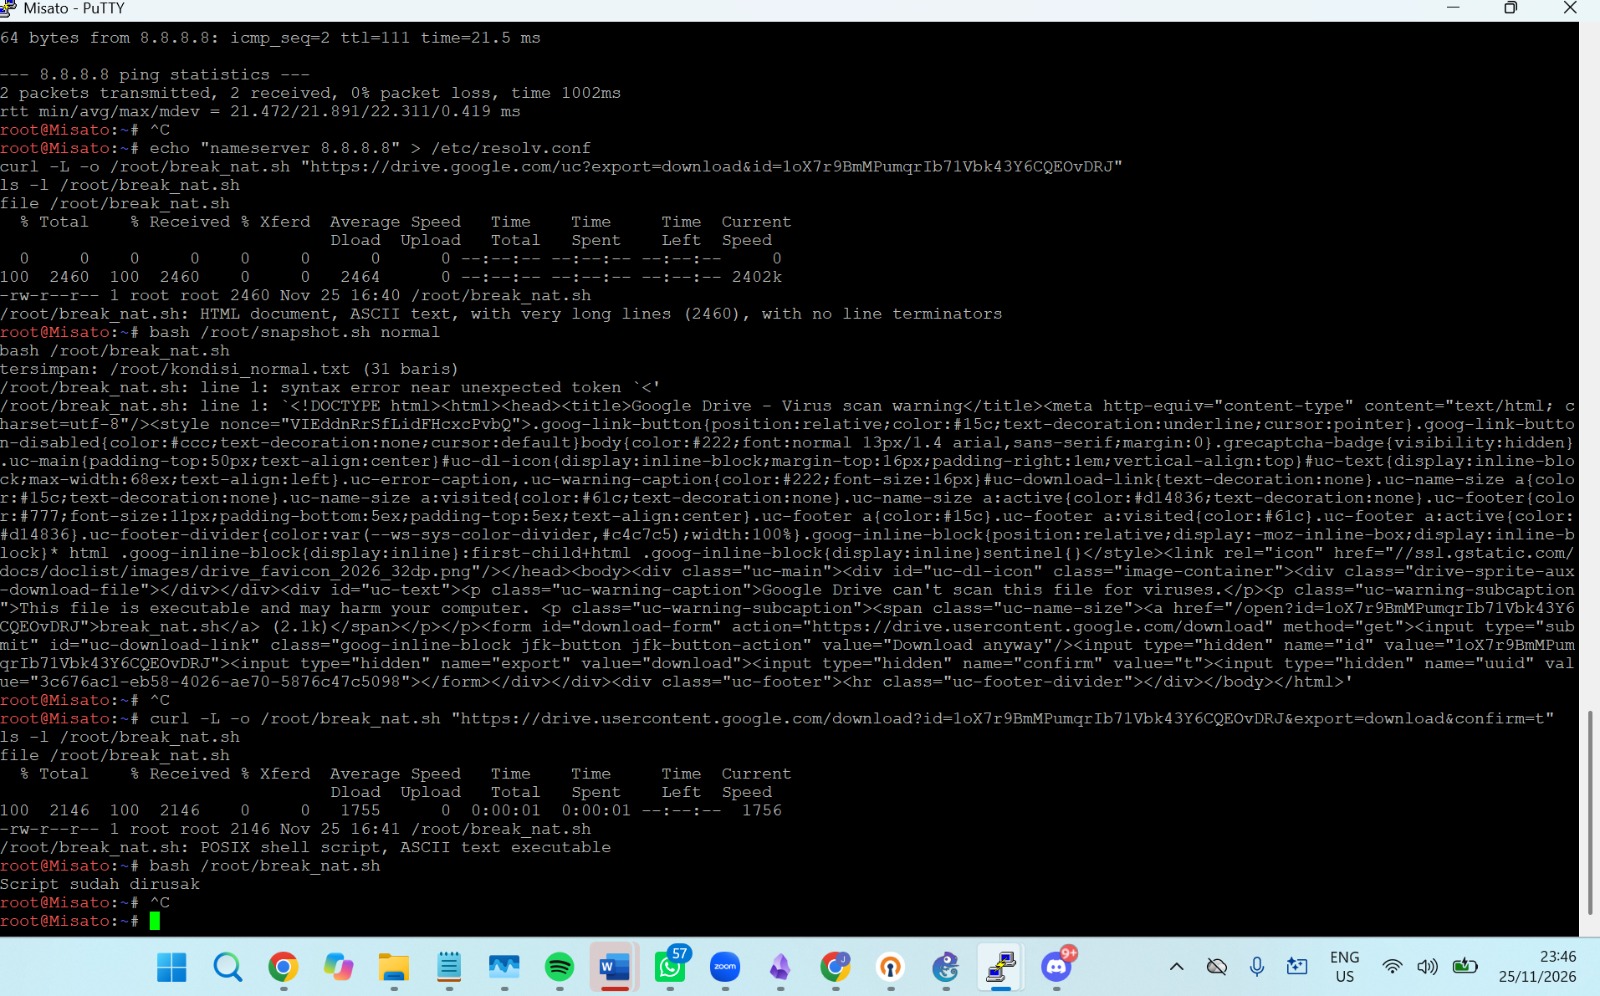 Misato - PuTTY
64 bytes from 8.8.8.8: icmp_seq=2 ttl=111 time=21.5 ms
--- 8.8.8.8 ping statistics ---
2 packets transmitted, 2 received, 0% packet loss, time 1002ms
rtt min/avg/max/mdev = 21.472/21.891/22.311/0.419 ms
root@Misato:~# ^C
root@Misato:~# echo "nameserver 8.8.8.8" > /etc/resolv.conf
curl -L -o /root/break_nat.sh "https://drive.google.com/uc?export=download&id=1oX7r9BmMPumqrIb71Vbk43Y6CQEOvDRJ"
ls -l /root/break_nat.sh
file /root/break_nat.sh
  % Total    % Received % Xferd  Average Speed   Time    Time     Time  Current
                                 Dload  Upload   Total   Spent    Left  Speed
  0     0    0     0    0     0      0      0 --:--:-- --:--:-- --:--:--     0
100  2460  100  2460    0     0   2464      0 --:--:-- --:--:-- --:--:-- 2402k
-rw-r--r-- 1 root root 2460 Nov 25 16:40 /root/break_nat.sh
/root/break_nat.sh: HTML document, ASCII text, with very long lines (2460), with no line terminators
root@Misato:~# bash /root/snapshot.sh normal
bash /root/break_nat.sh
tersimpan: /root/kondisi_normal.txt (31 baris)
/root/break_nat.sh: line 1: syntax error near unexpected token `<'
/root/break_nat.sh: line 1: `<!DOCTYPE html><html><head><title>Google Drive - Virus scan warning</title><meta http-equiv="content-type" content="text/html; c
harset=utf-8"/><style nonce="VIEddnRrSfLidFHcxcPvbQ">.goog-link-button{position:relative;color:#15c;text-decoration:underline;cursor:pointer}.goog-link-butto
n-disabled{color:#ccc;text-decoration:none;cursor:default}body{color:#222;font:normal 13px/1.4 arial,sans-serif;margin:0}.grecaptcha-badge{visibility:hidden}
.uc-main{padding-top:50px;text-align:center}#uc-dl-icon{display:inline-block;margin-top:16px;padding-right:1em;vertical-align:top}#uc-text{display:inline-blo
ck;max-width:68ex;text-align:left}.uc-error-caption,.uc-warning-caption{color:#222;font-size:16px}#uc-download-link{text-decoration:none}.uc-name-size a{colo
r:#15c;text-decoration:none}.uc-name-size a:visited{color:#61c;text-decoration:none}.uc-name-size a:active{color:#d14836;text-decoration:none}.uc-footer{colo
r:#777;font-size:11px;padding-bottom:5ex;padding-top:5ex;text-align:center}.uc-footer a{color:#15c}.uc-footer a:visited{color:#61c}.uc-footer a:active{color:
#d14836}.uc-footer-divider{color:var(--ws-sys-color-divider,#c4c7c5);width:100%}.goog-inline-block{position:relative;display:-moz-inline-box;display:inline-b
lock}* html .goog-inline-block{display:inline}:first-child+html .goog-inline-block{display:inline}sentinel{}</style><link rel="icon" href="//ssl.gstatic.com/
docs/doclist/images/drive_favicon_2026_32dp.png"/></head><body><div class="uc-main"><div id="uc-dl-icon" class="image-container"><div class="drive-sprite-aux
-download-file"></div></div><div id="uc-text"><p class="uc-warning-caption">Google Drive can't scan this file for viruses.</p><p class="uc-warning-subcaption
">This file is executable and may harm your computer. <p class="uc-warning-subcaption"><span class="uc-name-size"><a href="/open?id=1oX7r9BmMPumqrIb71Vbk43Y6
CQEOvDRJ">break_nat.sh</a> (2.1k)</span></p></p><form id="download-form" action="https://drive.usercontent.google.com/download" method="get"><input type="sub
mit" id="uc-download-link" class="goog-inline-block jfk-button jfk-button-action" value="Download anyway"/><input type="hidden" name="id" value="1oX7r9BmMPum
qrIb71Vbk43Y6CQEOvDRJ"><input type="hidden" name="export" value="download"><input type="hidden" name="confirm" value="t"><input type="hidden" name="uuid" val
ue="3c676ac1-eb58-4026-ae70-5876c47c5098"></form></div></div><div class="uc-footer"><hr class="uc-footer-divider"></div></body></html>'
root@Misato:~# ^C
root@Misato:~# curl -L -o /root/break_nat.sh "https://drive.usercontent.google.com/download?id=1oX7r9BmMPumqrIb71Vbk43Y6CQEOvDRJ&export=download&confirm=t"
ls -l /root/break_nat.sh
file /root/break_nat.sh
  % Total    % Received % Xferd  Average Speed   Time    Time     Time  Current
                                 Dload  Upload   Total   Spent    Left  Speed
100  2146  100  2146    0     0   1755      0  0:00:01  0:00:01 --:--:--  1756
-rw-r--r-- 1 root root 2146 Nov 25 16:41 /root/break_nat.sh
/root/break_nat.sh: POSIX shell script, ASCII text executable
root@Misato:~# bash /root/break_nat.sh
Script sudah dirusak
root@Misato:~# ^C
root@Misato:~#
57
zoom
9+
ENG
US
23:46
25/11/2026